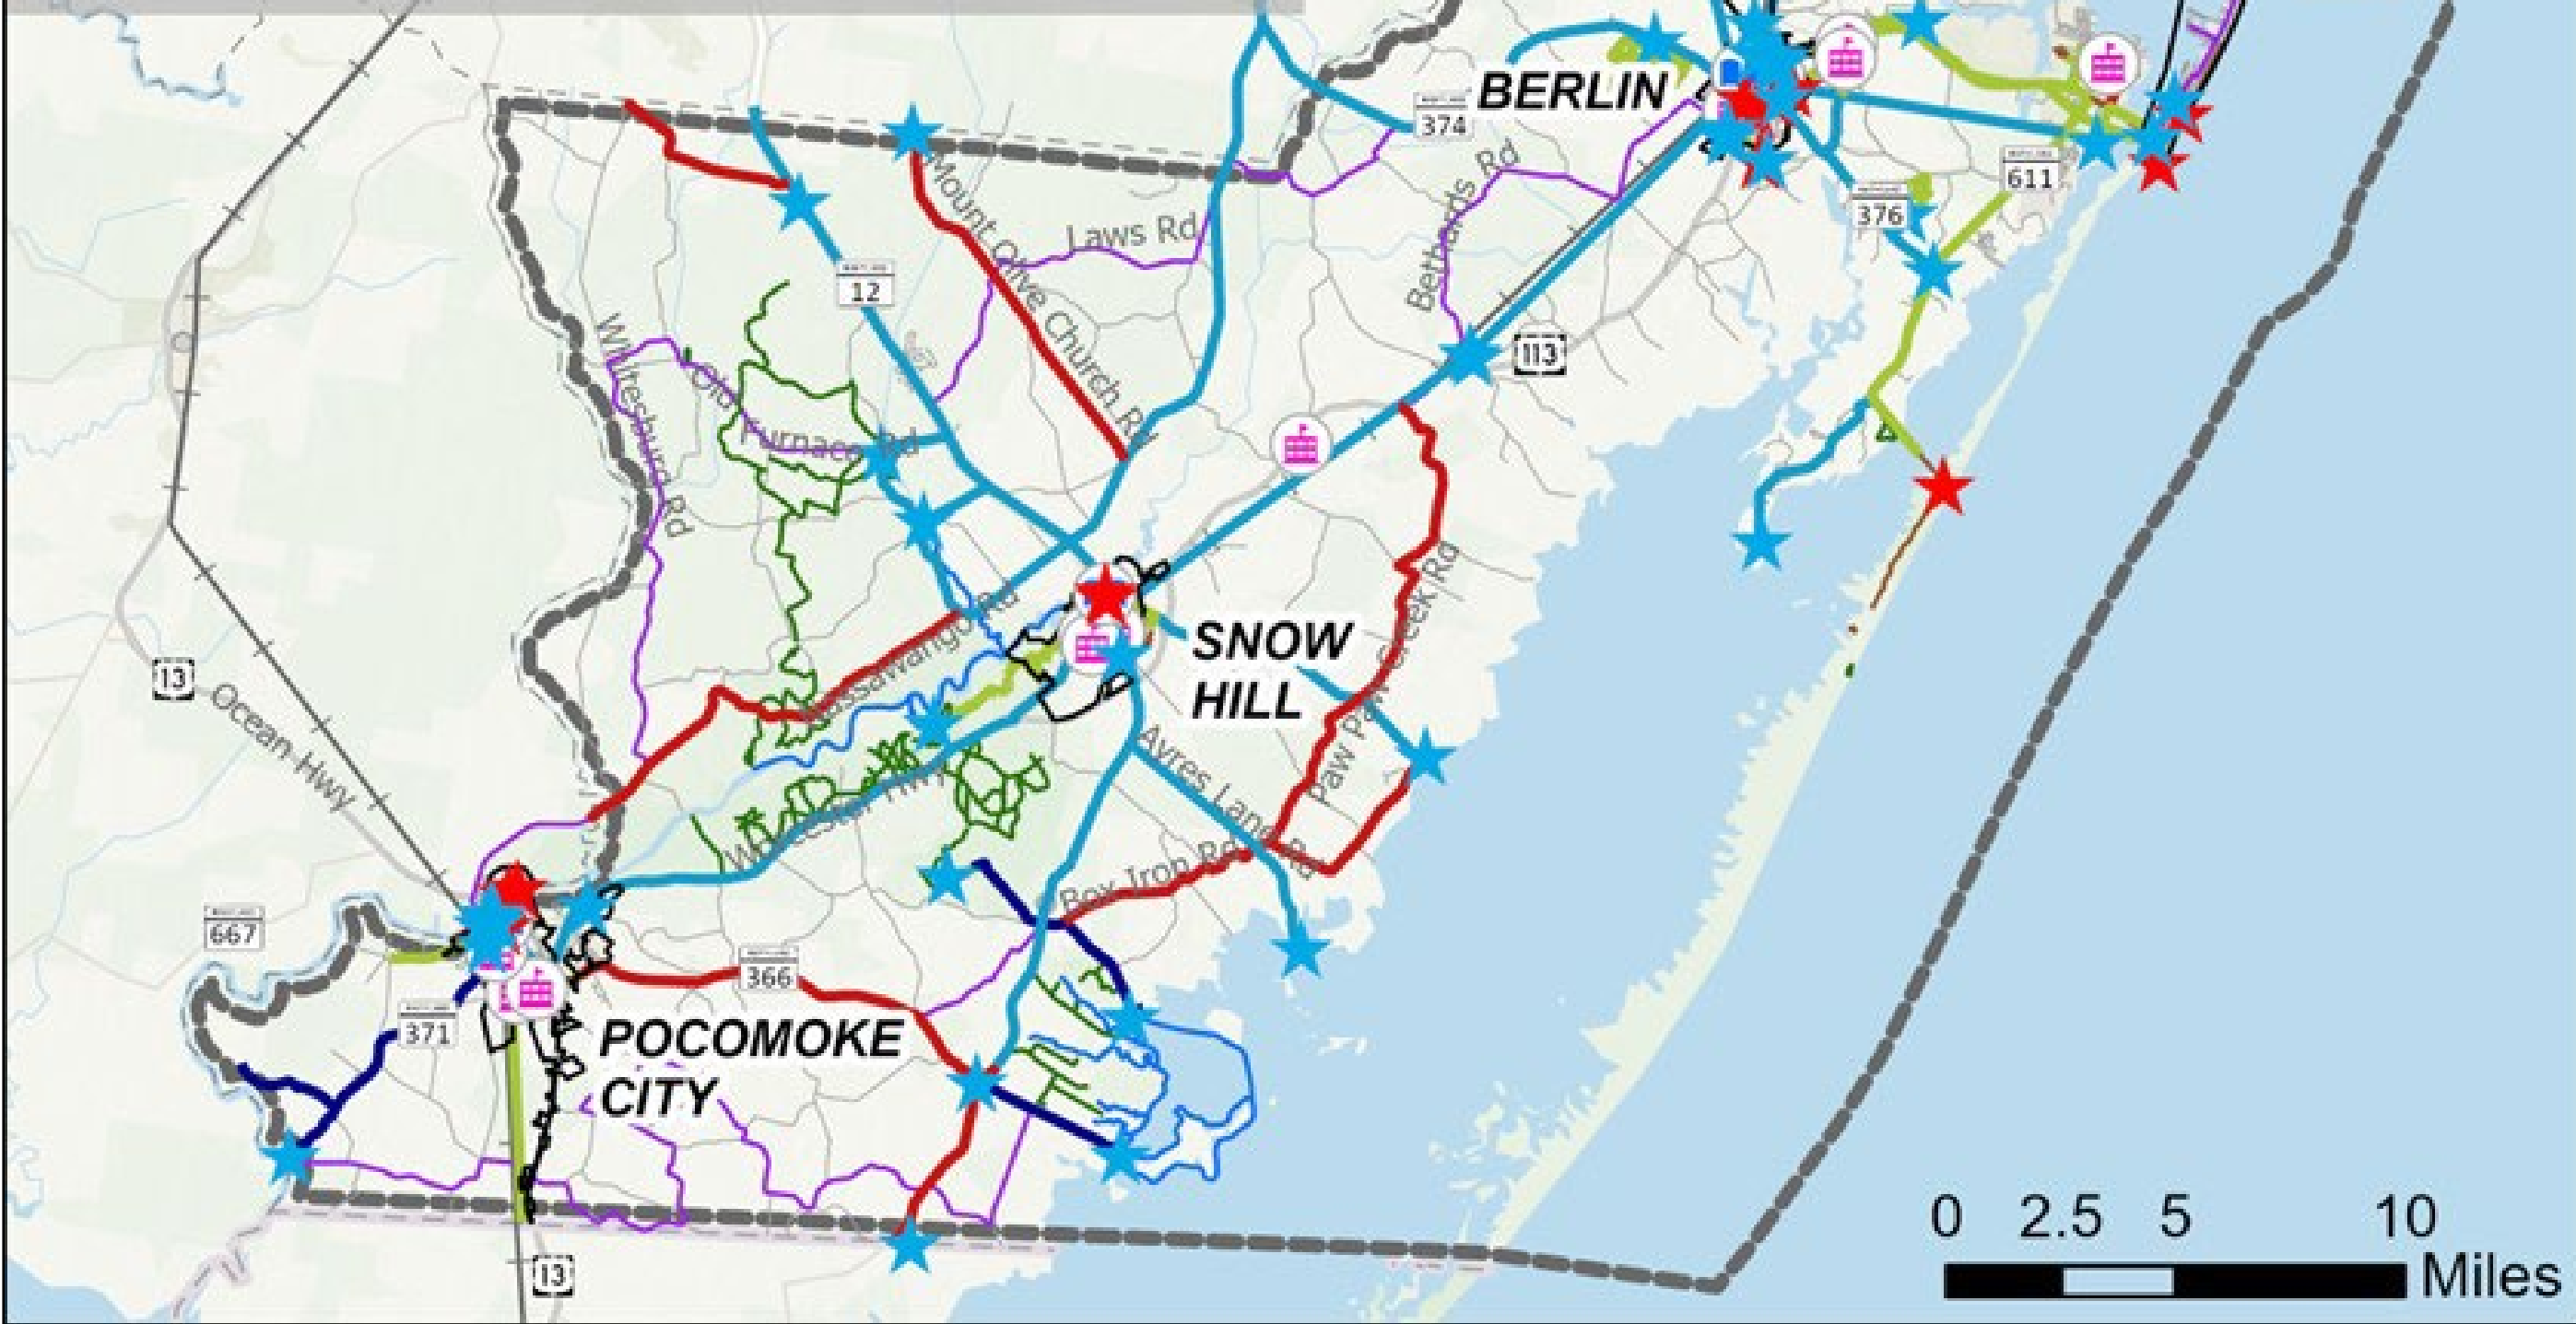 BERLIN
374
611
376
Mount Olive Church Rd
Laws Rd
Bethards Rd
12
113
Whitesburg Rd
Old
Furnace Rd
Nassawango Rd
SNOW
HILL
Paw Paw Creek Rd
13
Ocean Hwy
Ayres Lane Rd
Worcester Hwy
Box Iron Rd
667
366
371
POCOMOKE
CITY
13
0 2.5 5 10
Miles